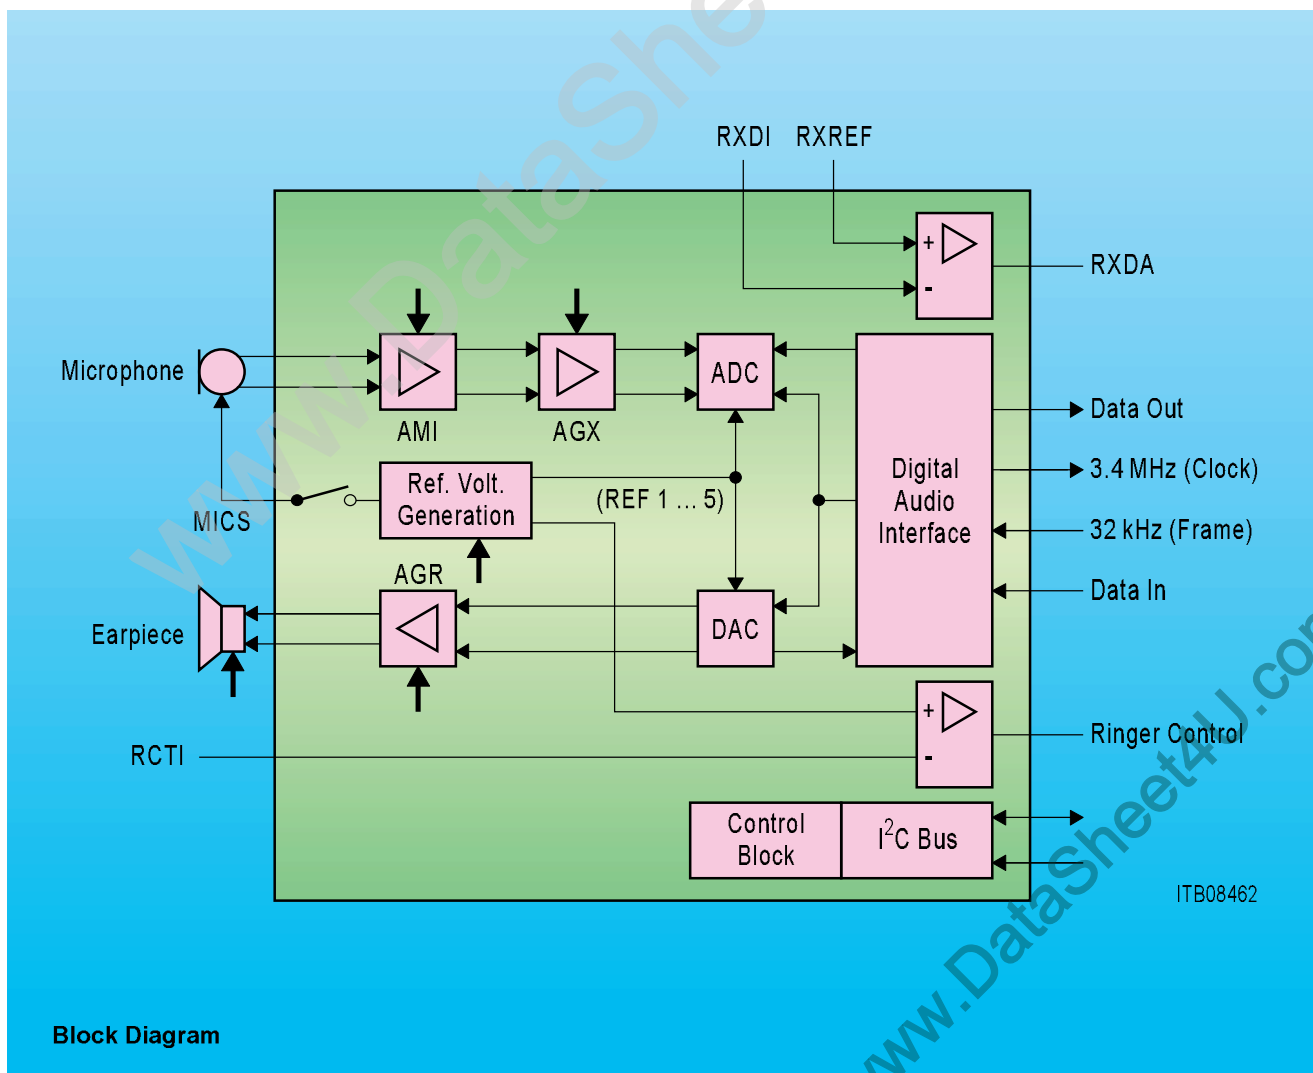 www.DataShe
RXDI RXREF
+
-
RXDA
Microphone
ADC
AMI
AGX
Data Out
Digital
Audio
Interface
Ref. Volt.
Generation
(REF 1 ... 5)
3.4 MHz (Clock)
MICS
32 kHz (Frame)
AGR
Data In
Earpiece
DAC
+
-
Ringer Control
RCTI
Control
Block
I²C Bus
ITB08462
www.DataSheet4U.com
Block Diagram